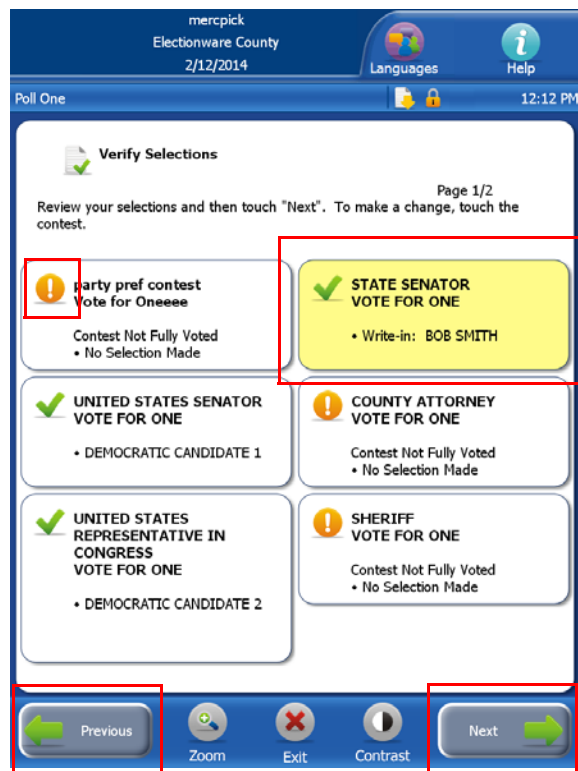 mercpick
Electionware County
2/12/2014
Languages
Help
Poll One
12:12 PM
Verify Selections
Page 1/2
Review your selections and then touch "Next". To make a change, touch the
contest.
party pref contest
Vote for Oneeee
Contest Not Fully Voted
• No Selection Made
STATE SENATOR
VOTE FOR ONE
• Write-in: BOB SMITH
UNITED STATES SENATOR
VOTE FOR ONE
• DEMOCRATIC CANDIDATE 1
COUNTY ATTORNEY
VOTE FOR ONE
Contest Not Fully Voted
• No Selection Made
UNITED STATES
REPRESENTATIVE IN
CONGRESS
VOTE FOR ONE
• DEMOCRATIC CANDIDATE 2
SHERIFF
VOTE FOR ONE
Contest Not Fully Voted
• No Selection Made
Previous
Zoom
Exit
Contrast
Next